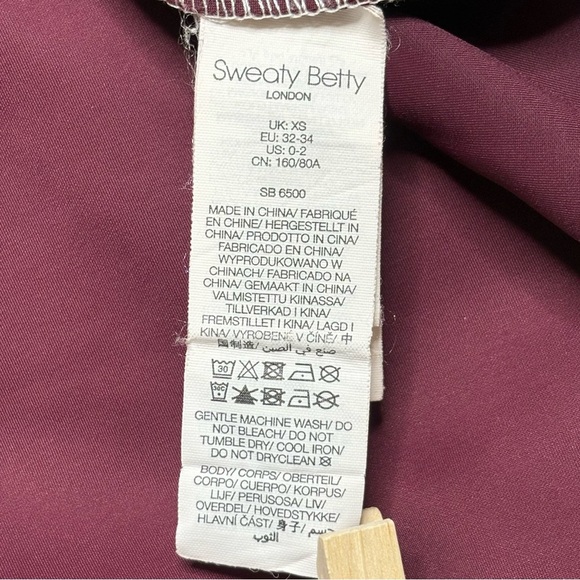 Sweaty Betty
LONDON
UK: XS
EU: 32-34
US: 0-2
CN: 160/80A
SB 6500
MADE IN CHINA/ FABRIQUÉ
EN CHINE/ HERGESTELLT IN
CHINA/ PRODOTTO IN CINA/
FABRICADO EN CHINA/
WYPRODUKOWANO W
CHINACH/ FABRICADO NA
CHINA/ GEMAAKT IN CHINA/
VALMISTETTU KIINASSA/
TILLVERKAD I KINA/
FREMSTILLET I KINA/ LAGD I
KINA/ VYROBENÉ V ČÍNĚ/ 中
国制造/ صنع في الصين
30
GENTLE MACHINE WASH/ DO
NOT BLEACH/ DO NOT
TUMBLE DRY/ COOL IRON/
DO NOT DRYCLEAN
BODY/ CORPS/ OBERTEIL/
CORPO/ CUERPO/ KORPUS/
LIJF/ PERUSOSA/ LIV/
OVERDEL/ HOVEDSTYKKE/
HLAVNÍ ČÁST/ 身子/ جسم/
الثوب